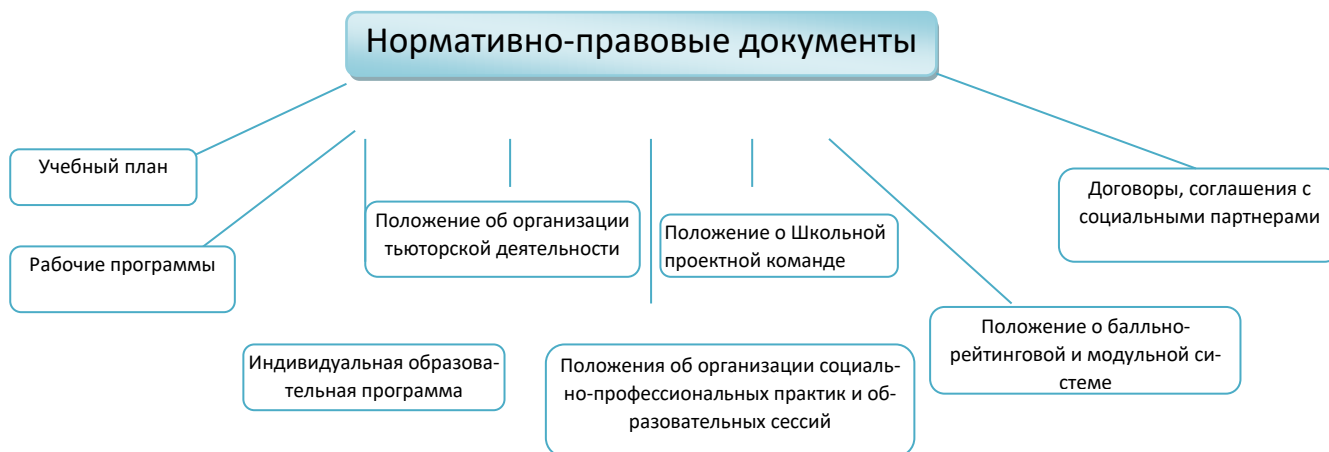 Нормативно-правовые документы
Учебный план
Рабочие программы
Положение об организации
тьюторской деятельности
Положение о Школьной
проектной команде
Договоры, соглашения с
социальными партнерами
Индивидуальная образова-
тельная программа
Положения об организации социаль-
но-профессиональных практик и об-
разовательных сессий
Положение о балльно-
рейтинговой и модульной си-
стеме